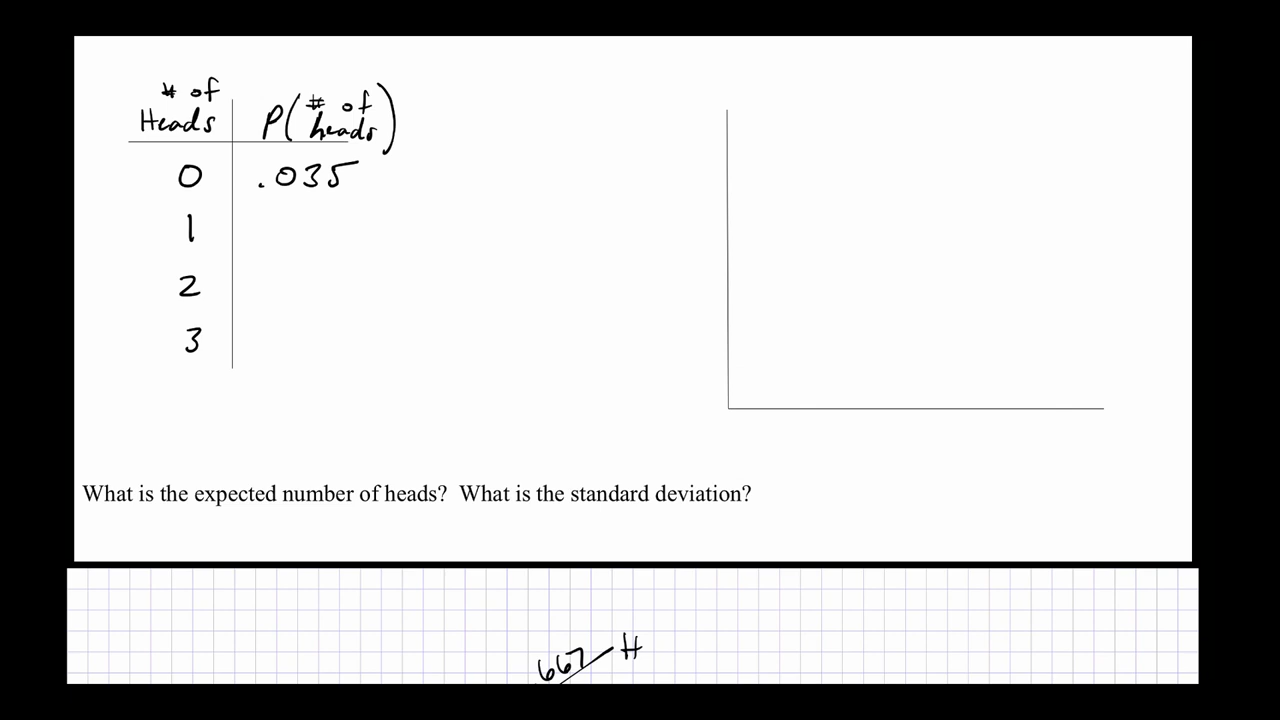 # of
Heads
P(# of heads)
0 .035
1
2
3
What is the expected number of heads?  What is the standard deviation?
667 H